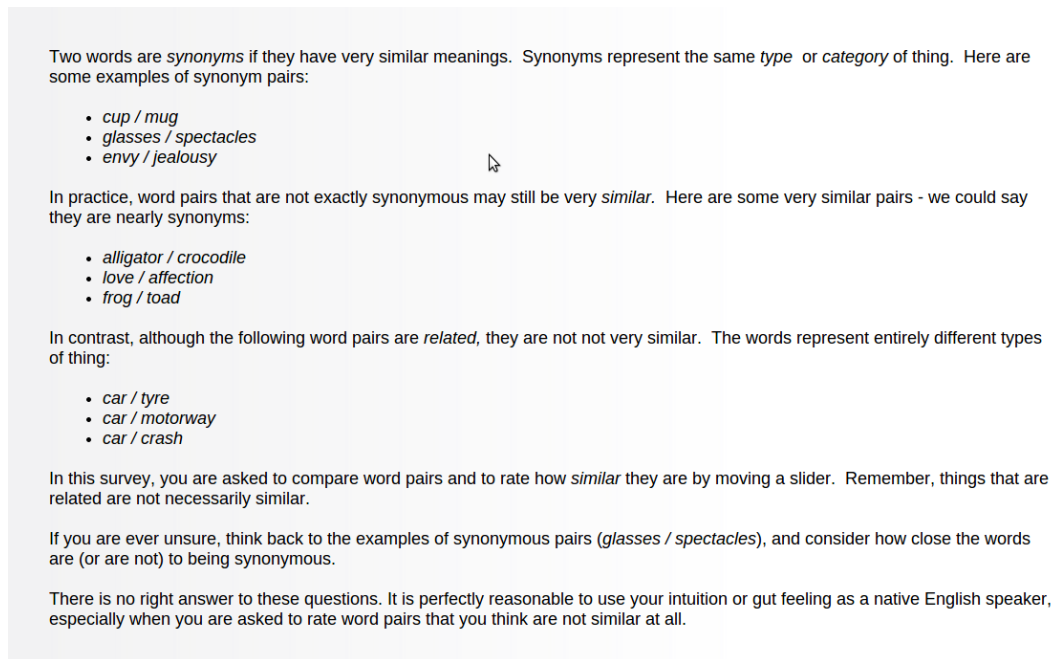 Two words are synonyms if they have very similar meanings.  Synonyms represent the same type  or category of thing.  Here are
some examples of synonym pairs:
• cup / mug
• glasses / spectacles
• envy / jealousy
In practice, word pairs that are not exactly synonymous may still be very similar.  Here are some very similar pairs - we could say
they are nearly synonyms:
• alligator / crocodile
• love / affection
• frog / toad
In contrast, although the following word pairs are related, they are not not very similar.  The words represent entirely different types
of thing:
• car / tyre
• car / motorway
• car / crash
In this survey, you are asked to compare word pairs and to rate how similar they are by moving a slider.  Remember, things that are
related are not necessarily similar.
If you are ever unsure, think back to the examples of synonymous pairs (glasses / spectacles), and consider how close the words
are (or are not) to being synonymous.
There is no right answer to these questions. It is perfectly reasonable to use your intuition or gut feeling as a native English speaker,
especially when you are asked to rate word pairs that you think are not similar at all.